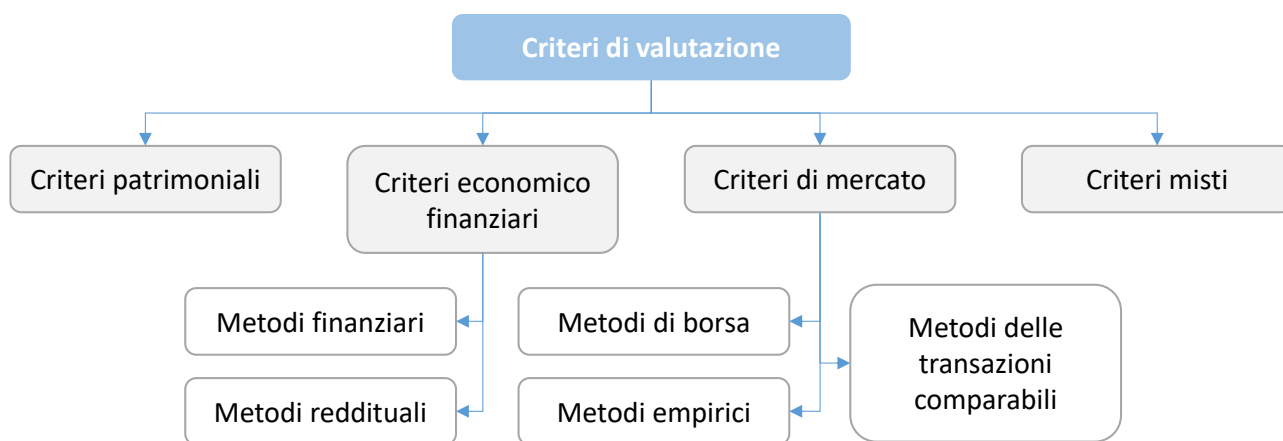 Criteri di valutazione
Criteri patrimoniali
Criteri economico
finanziari
Criteri di mercato
Criteri misti
Metodi finanziari
Metodi di borsa
Metodi delle
transazioni
comparabili
Metodi reddituali
Metodi empirici